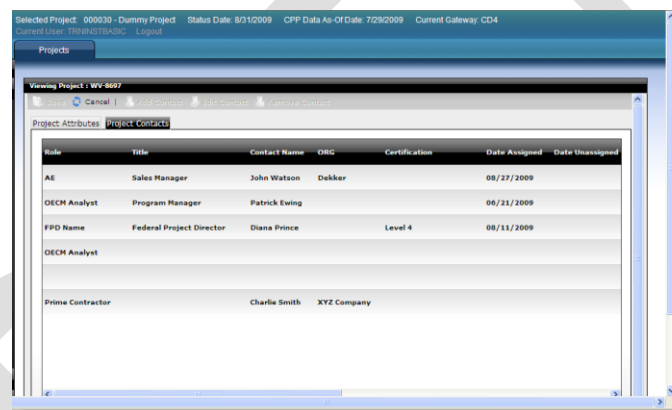 Selected Project: 000030 - Dummy Project Status Date: 8/31/2009 CPP Data As-Of Date: 7/29/2009 Current Gateway: CD4
Current User: TRNINSTBASIC Logout
Projects
Viewing Project : WV-8697
Save Cancel | Add Contact Edit Contact Remove Contact
Project Attributes Project Contacts
Role Title Contact Name ORG Certification Date Assigned Date Unassigned
AE Sales Manager John Watson Dekker 08/27/2009
OECM Analyst Program Manager Patrick Ewing 06/21/2009
FPD Name Federal Project Director Diana Prince Level 4 08/11/2009
OECM Analyst
Prime Contractor Charlie Smith XYZ Company